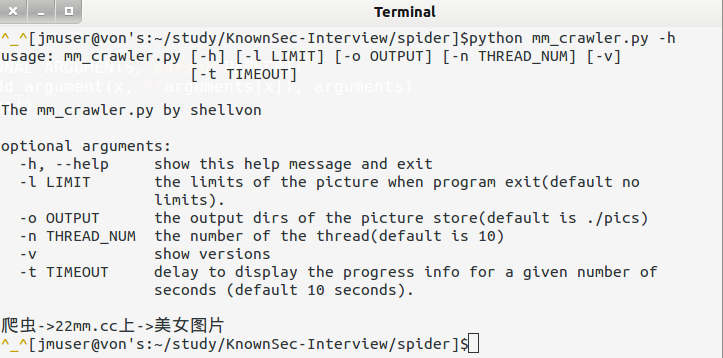 Terminal
^_^[jmuser@von's:~/study/KnownSec-Interview/spider]$python mm_crawler.py -h
usage: mm_crawler.py [-h] [-l LIMIT] [-o OUTPUT] [-n THREAD_NUM] [-v]
[-t TIMEOUT]
dd_argument(x, **arguments[x]), arguments)
The mm_crawler.py by shellvon
optional arguments:
-h, --help show this help message and exit
-l LIMIT the limits of the picture when program exit(default no
limits).
-o OUTPUT the output dirs of the picture store(default is ./pics)
-n THREAD_NUM the number of the thread(default is 10)
-v show versions
-t TIMEOUT delay to display the progress info for a given number of
seconds (default 10 seconds).
爬虫->22mm.cc上->美女图片
^_^[jmuser@von's:~/study/KnownSec-Interview/spider]$